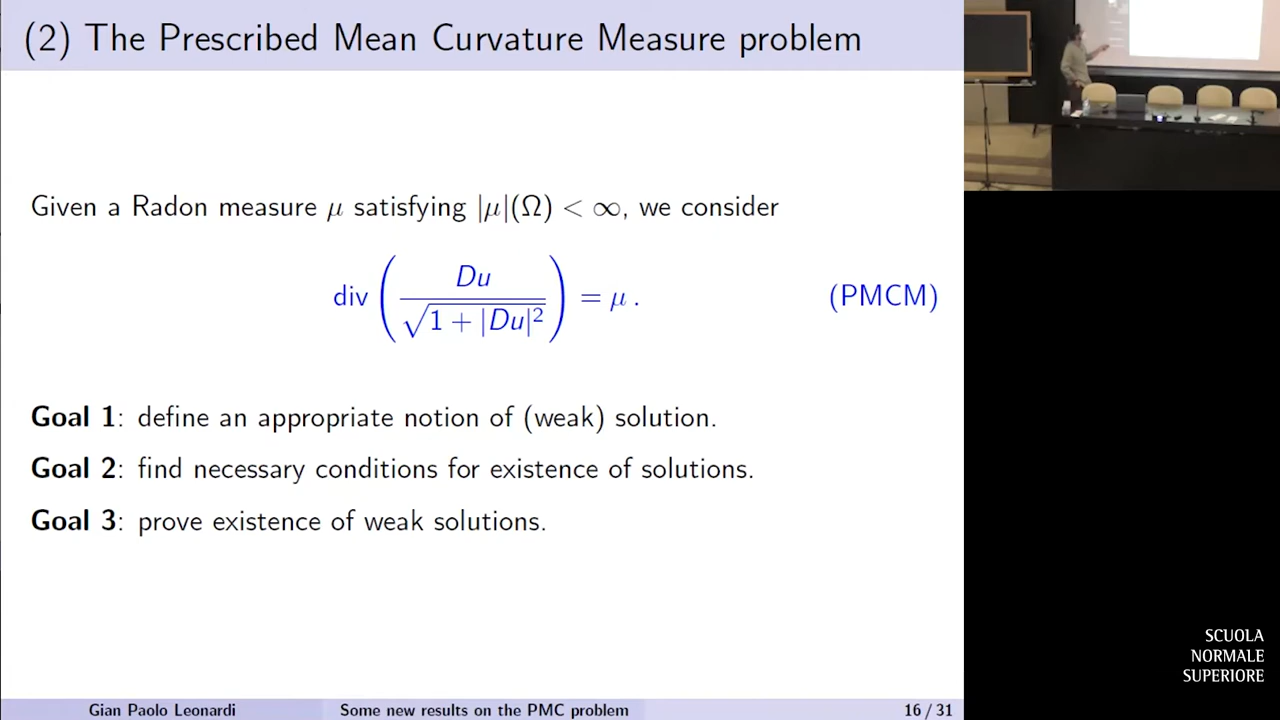 (2) The Prescribed Mean Curvature Measure problem
Given a Radon measure μ satisfying |μ|(Ω) < ∞, we consider
div ( Du / √(1 + |Du|²) ) = μ . (PMCM)
Goal 1: define an appropriate notion of (weak) solution.
Goal 2: find necessary conditions for existence of solutions.
Goal 3: prove existence of weak solutions.
SCUOLA
NORMALE
SUPERIORE
Gian Paolo Leonardi Some new results on the PMC problem 16 / 31